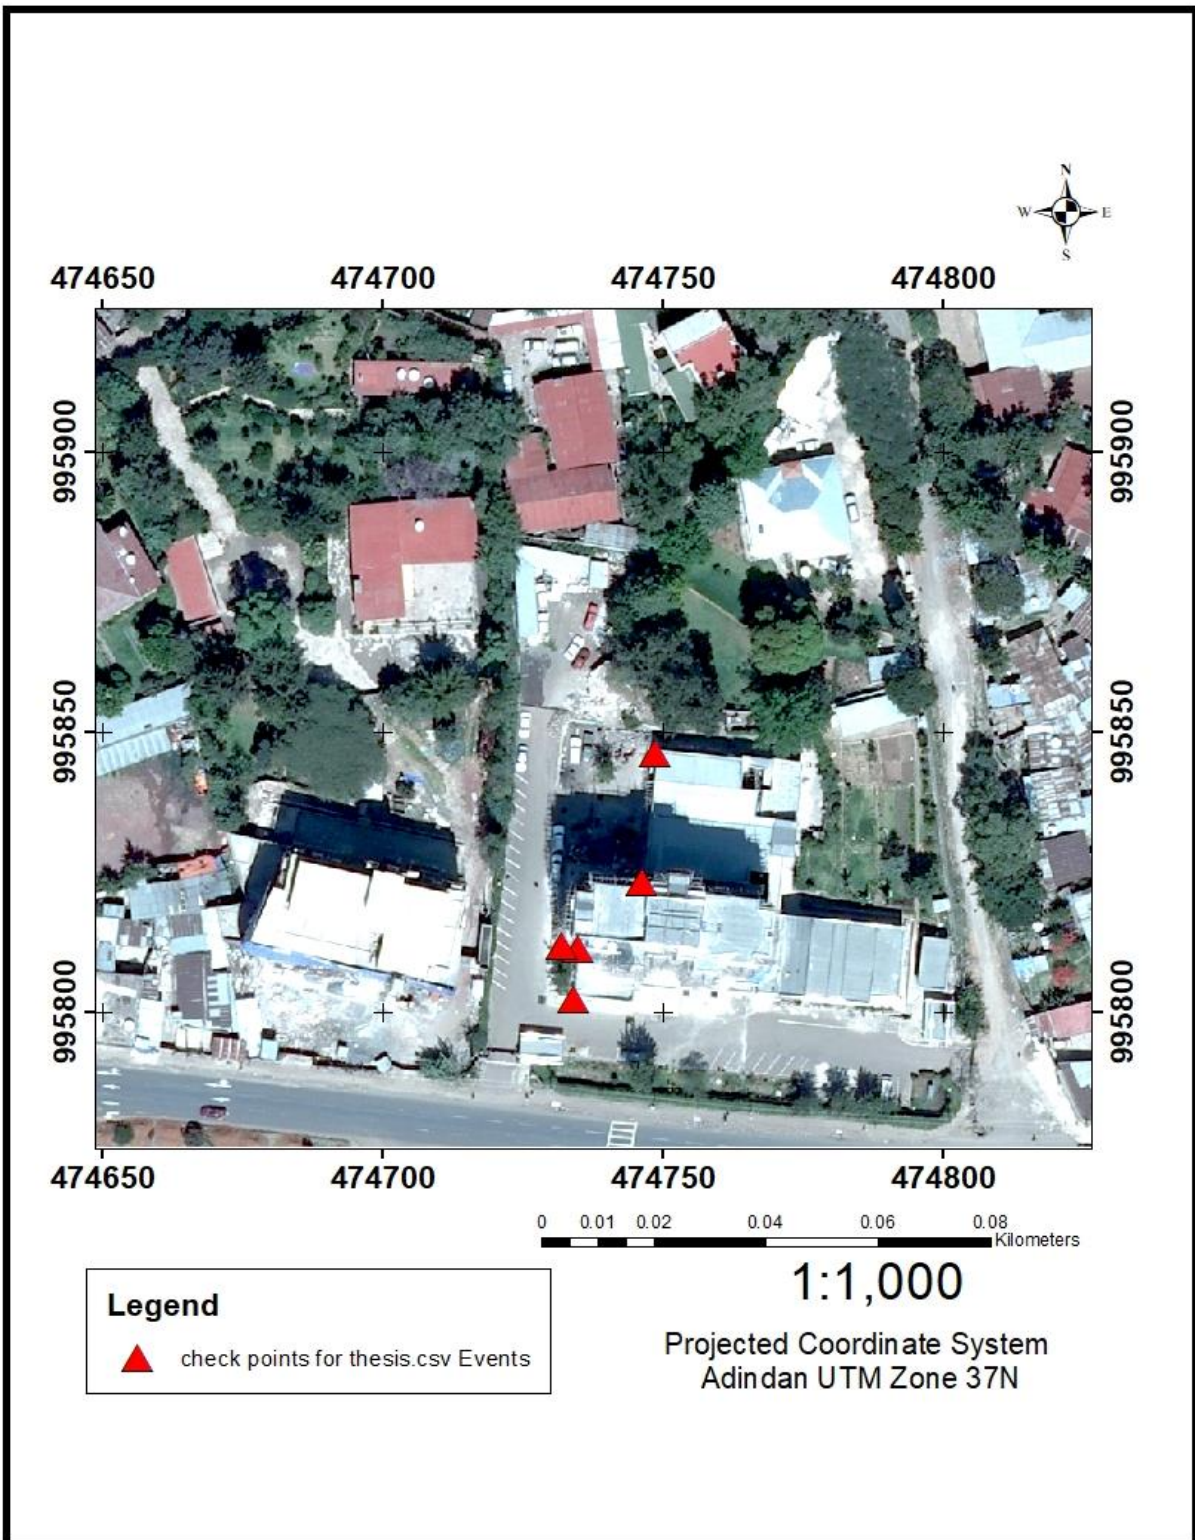 N
W E
S
474650 474700 474750 474800
995900 995900
995850 995850
995800 995800
474650 474700 474750 474800
0 0.01 0.02 0.04 0.06 0.08
Kilometers
1:1,000
Legend
check points for thesis.csv Events
Projected Coordinate System
Adindan UTM Zone 37N